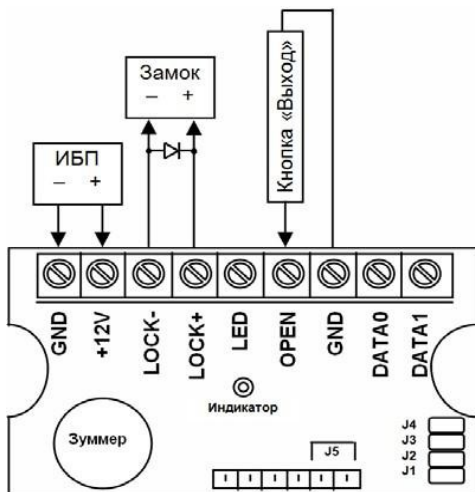 Замок
– +
Кнопка «Выход»
ИБП
– +
GND
+12V
LOCK-
LOCK+
LED
OPEN
GND
DATA0
DATA1
Индикатор
Зуммер
J5
J4
J3
J2
J1